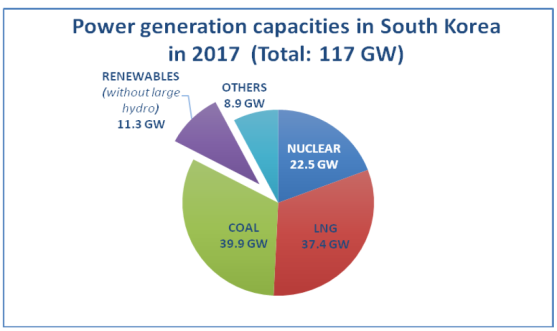 Power generation capacities in South Korea
in 2017 (Total: 117 GW)
RENEWABLES
(without large
hydro)
11.3 GW
OTHERS
8.9 GW
NUCLEAR
22.5 GW
LNG
37.4 GW
COAL
39.9 GW